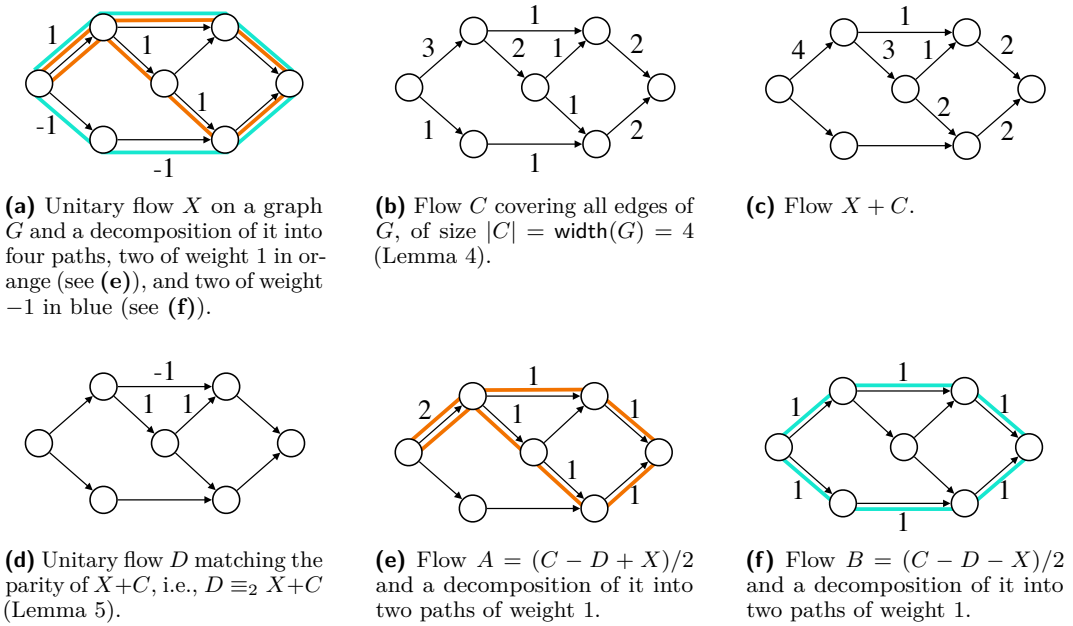 1
1
1
-1
-1
(a) Unitary flow X on a graph
G and a decomposition of it into
four paths, two of weight 1 in or-
ange (see (e)), and two of weight
−1 in blue (see (f)).
1
3
2
1
2
1
1
2
1
(b) Flow C covering all edges of
G, of size |C| = width(G) = 4
(Lemma 4).
1
4
3
1
2
2
2
(c) Flow X + C.
-1
1
1
(d) Unitary flow D matching the
parity of X+C, i.e., D ≡₂ X+C
(Lemma 5).
1
2
1
1
1
1
(e) Flow A = (C − D + X)/2
and a decomposition of it into
two paths of weight 1.
1
1
1
1
1
1
(f) Flow B = (C − D − X)/2
and a decomposition of it into
two paths of weight 1.